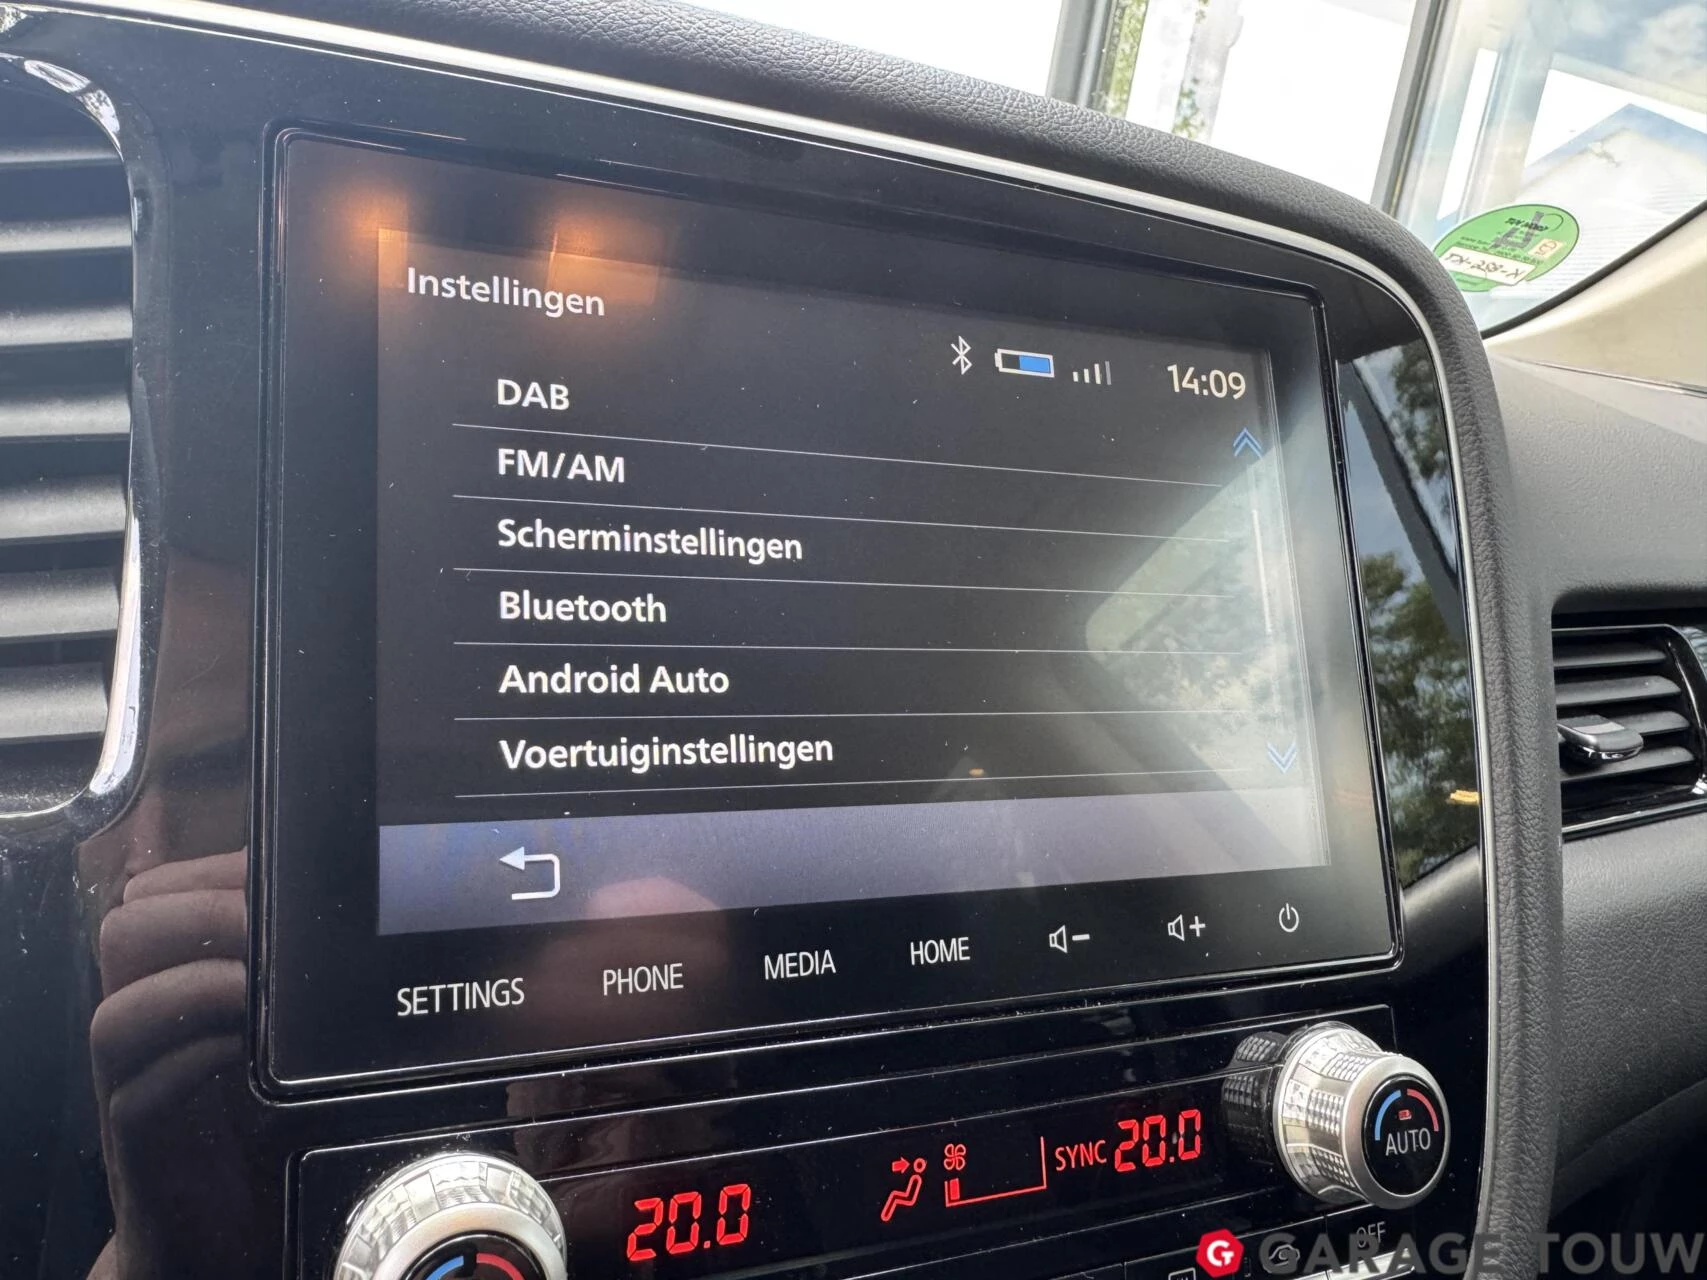 Instellingen
14:09
DAB
FM/AM
Scherminstellingen
Bluetooth
Android Auto
Voertuiginstellingen
SETTINGS PHONE MEDIA HOME
20.0 SYNC 20.0
AUTO
OFF
GARAGE TOUW